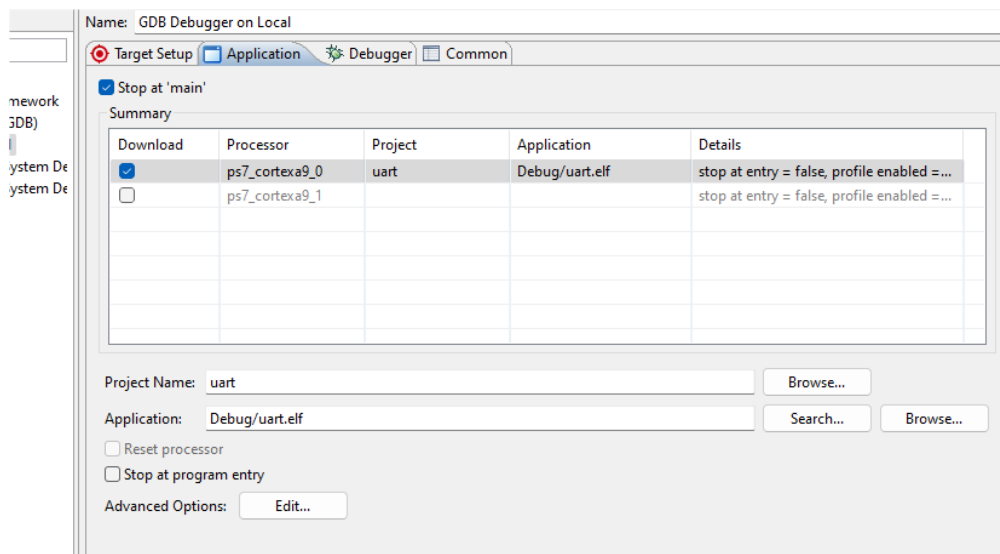 Name: GDB Debugger on Local
Target Setup Application Debugger Common
mework
GDB)
ystem De
ystem De
Stop at 'main'
Summary
Download Processor Project Application Details
ps7_cortexa9_0 uart Debug/uart.elf stop at entry = false, profile enabled =...
ps7_cortexa9_1 stop at entry = false, profile enabled =...
Project Name: uart Browse...
Application: Debug/uart.elf Search... Browse...
Reset processor
Stop at program entry
Advanced Options: Edit...